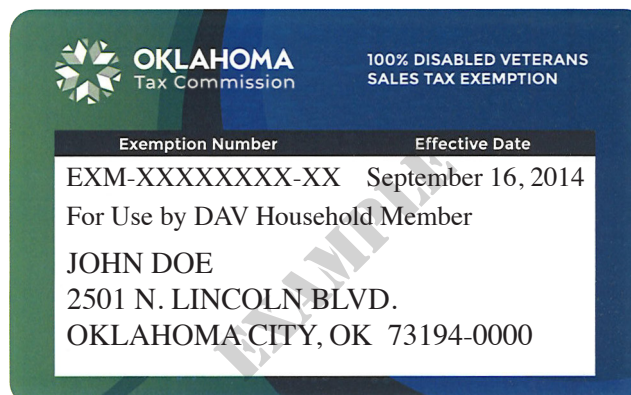 OKLAHOMA
Tax Commission
100% DISABLED VETERANS
SALES TAX EXEMPTION
Exemption Number Effective Date
EXM-XXXXXXXX-XX September 16, 2014
For Use by DAV Household Member
JOHN DOE
2501 N. LINCOLN BLVD.
OKLAHOMA CITY, OK 73194-0000
EXAMPLE